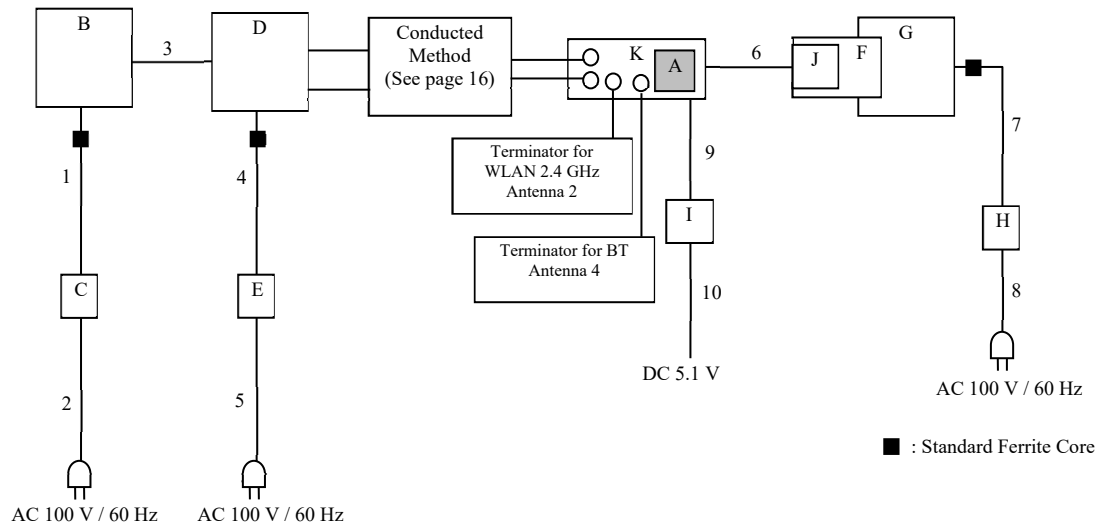 B
3
D
Conducted
Method
(See page 16)
K
A
6
J
F
G
7
1
4
Terminator for
WLAN 2.4 GHz
Antenna 2
9
I
H
Terminator for BT
Antenna 4
C
E
10
8
DC 5.1 V
AC 100 V / 60 Hz
2
5
: Standard Ferrite Core
AC 100 V / 60 Hz
AC 100 V / 60 Hz